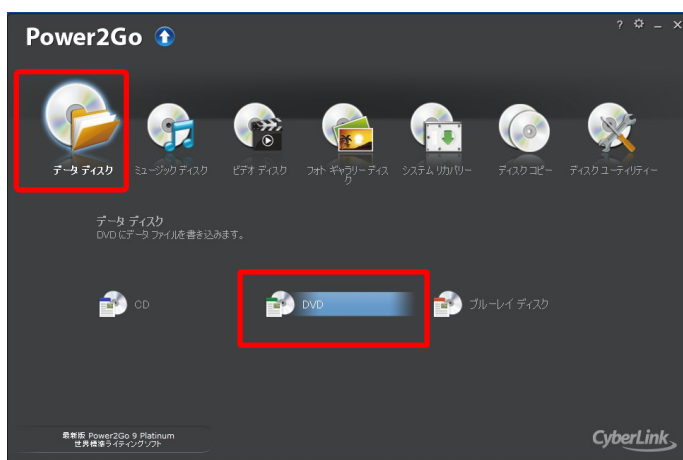 Power2Go
? _ ×
データ ディスク
ミュージック ディスク
ビデオ ディスク
フォト ギャラリー ディス
ク
システム リカバリー
ディスク コピー
ディスク ユーティリティー
データ ディスク
DVD にデータ ファイルを書き込みます。
CD
DVD
ブルーレイ ディスク
最新版 Power2Go 9 Platinum
世界標準ライティングソフト
CyberLink